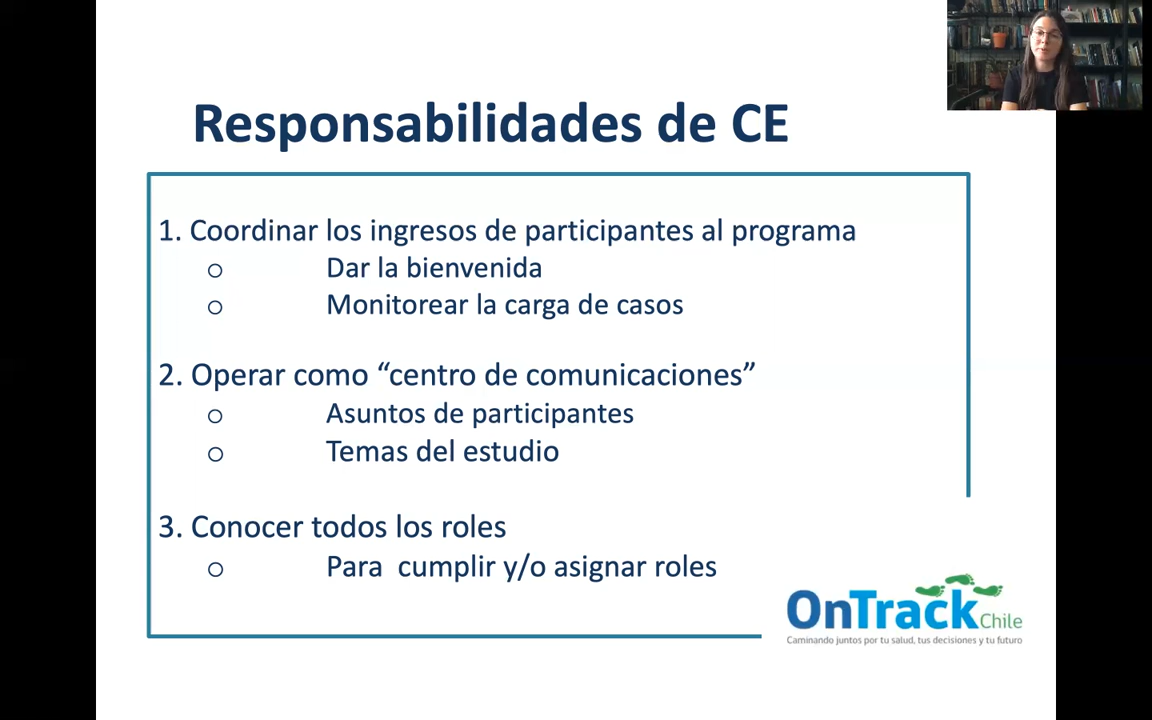 Responsabilidades de CE
1. Coordinar los ingresos de participantes al programa
o Dar la bienvenida
o Monitorear la carga de casos
2. Operar como “centro de comunicaciones”
o Asuntos de participantes
o Temas del estudio
3. Conocer todos los roles
o Para  cumplir y/o asignar roles
OnTrackChile
Caminando juntos por tu salud, tus decisiones y tu futuro